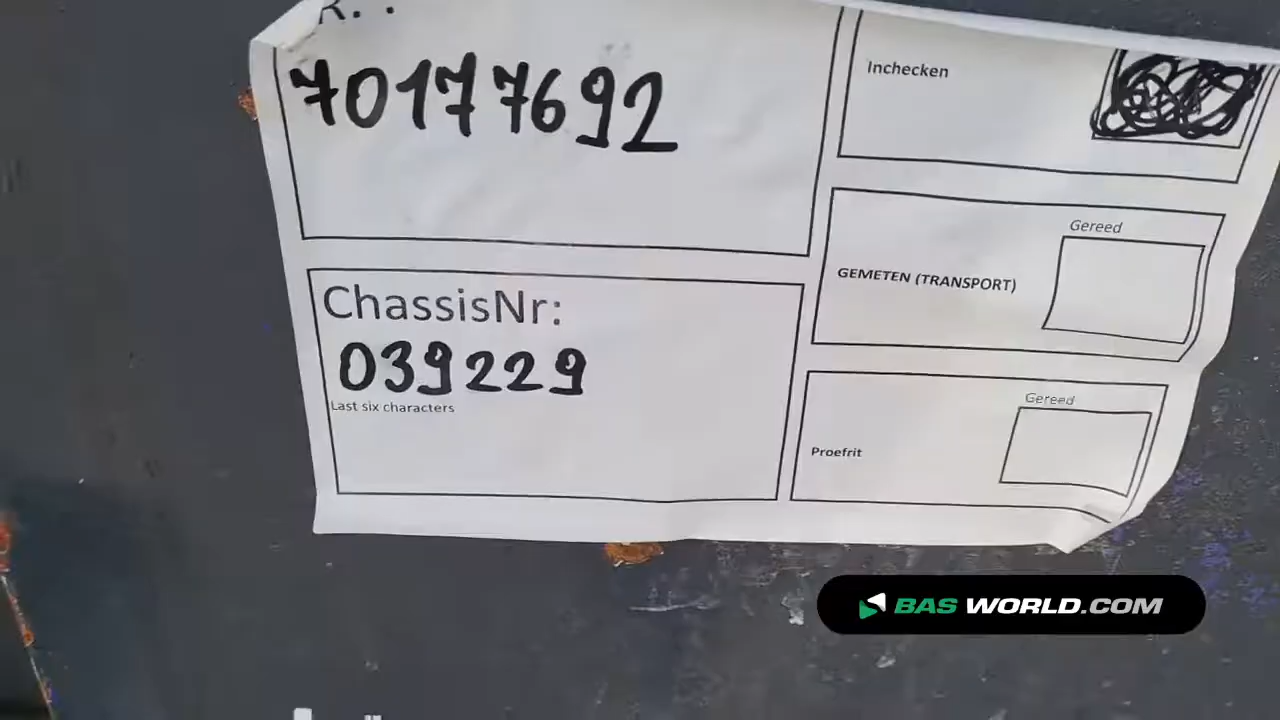 70177692
ChassisNr:
039229
Last six characters
Inchecken
Gereed
GEMETEN (TRANSPORT)
Gereed
Proefrit
BAS WORLD.COM